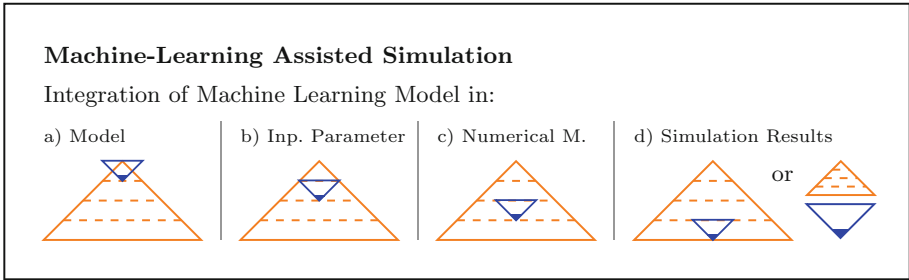 Machine-Learning Assisted Simulation
Integration of Machine Learning Model in:
a) Model b) Inp. Parameter c) Numerical M. d) Simulation Results
or